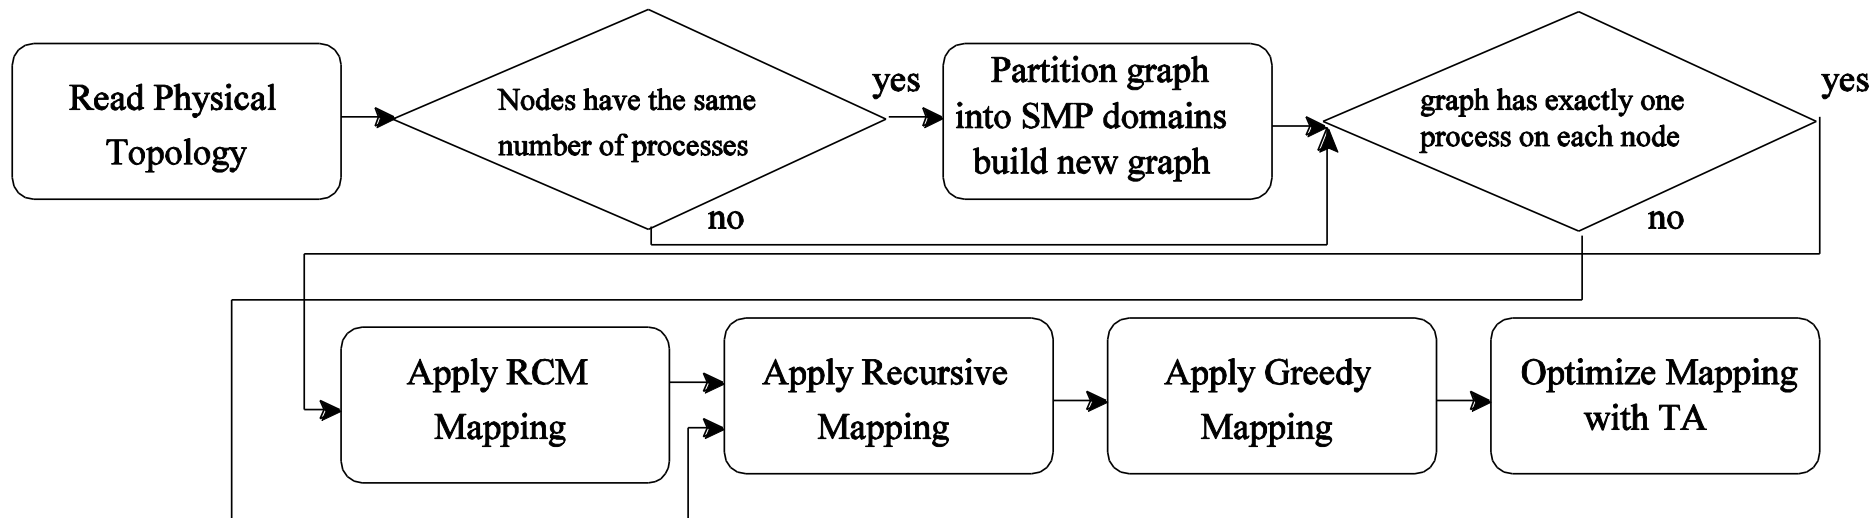 Read Physical
Topology
Nodes have the same
number of processes
yes
no
Partition graph
into SMP domains
build new graph
graph has exactly one
process on each node
yes
no
Apply RCM
Mapping
Apply Recursive
Mapping
Apply Greedy
Mapping
Optimize Mapping
with TA